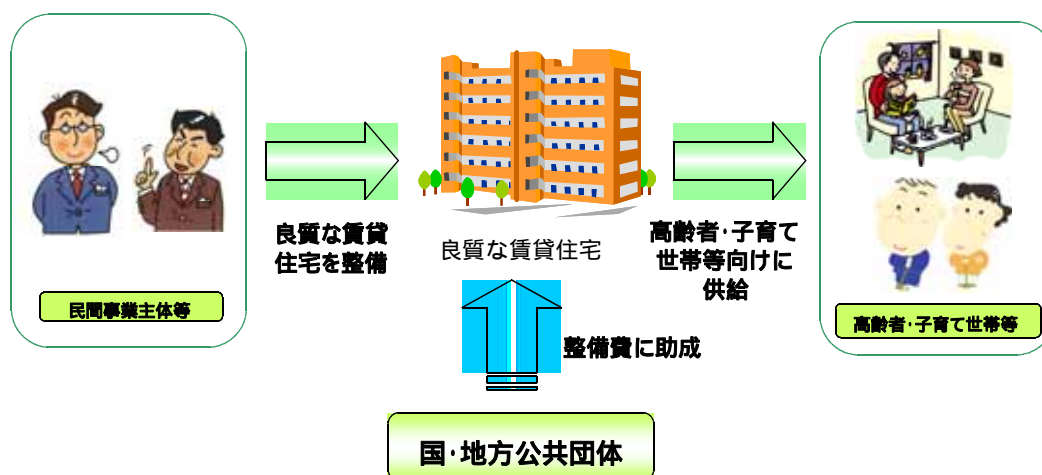 良質な賃貸
住宅を整備
民間事業主体等
良質な賃貸住宅
高齢者・子育て
世帯等向けに
供給
高齢者・子育て世帯等
整備費に助成
国・地方公共団体